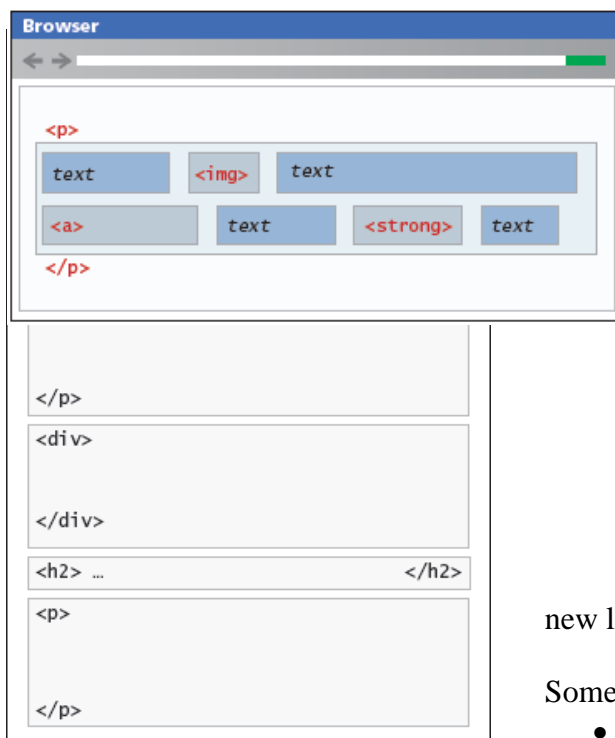 Browser
<p>
text <img> text
<a> text <strong> text
</p>
</p>
<div>
</div>
<h2> … </h2>
<p>
new l
</p>
Some